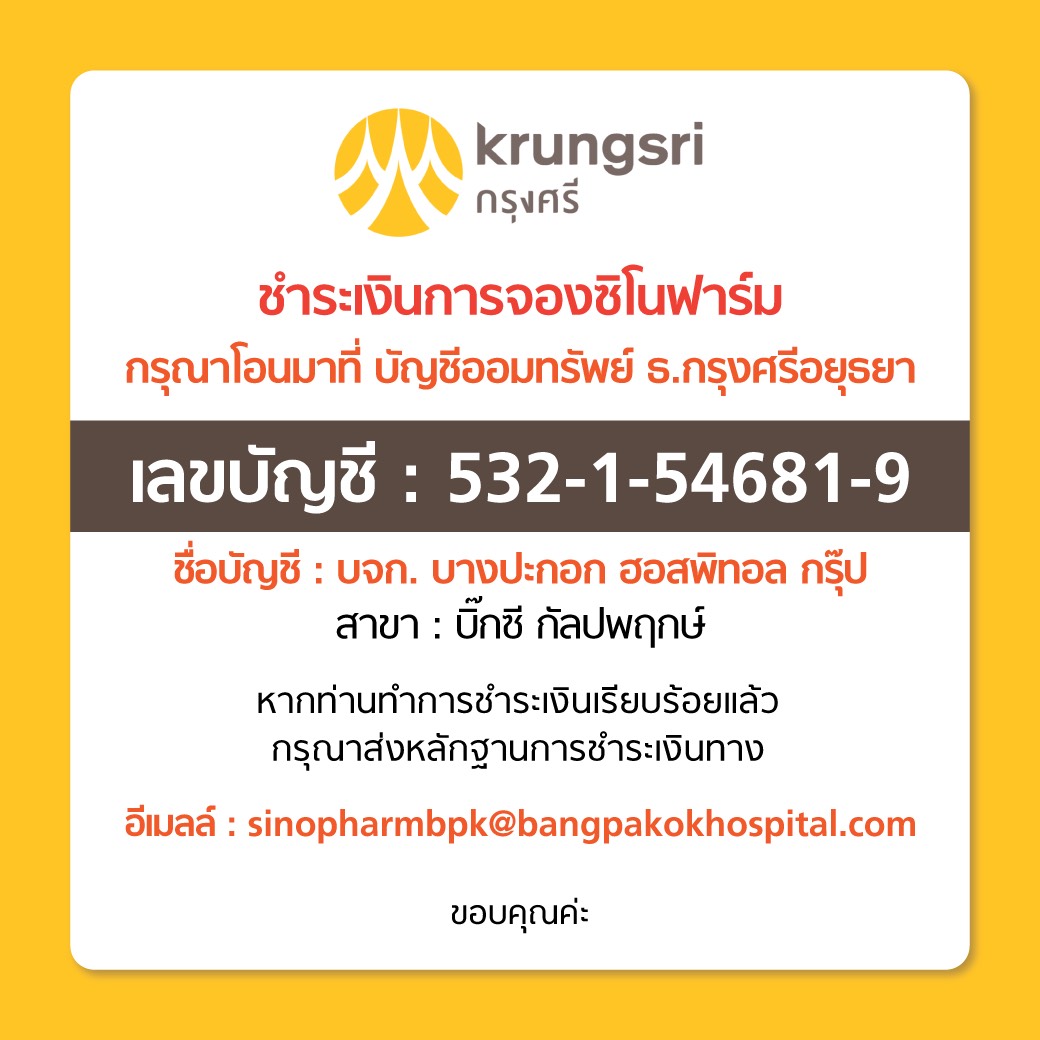 krungsri
กรุงศรี
ชำระเงินการจองซิโนฟาร์ม
กรุณาโอนมาที่ บัญชีออมทรัพย์ ธ.กรุงศรีอยุธยา
เลขบัญชี : 532-1-54681-9
ชื่อบัญชี : บจก. บางปะกอก ฮอสพิทอล กรุ๊ป
สาขา : บิ๊กซี กัลปพฤกษ์
หากท่านทำการชำระเงินเรียบร้อยแล้ว
กรุณาส่งหลักฐานการชำระเงินทาง
อีเมลล์ : sinopharmbpk@bangpakokhospital.com
ขอบคุณค่ะ